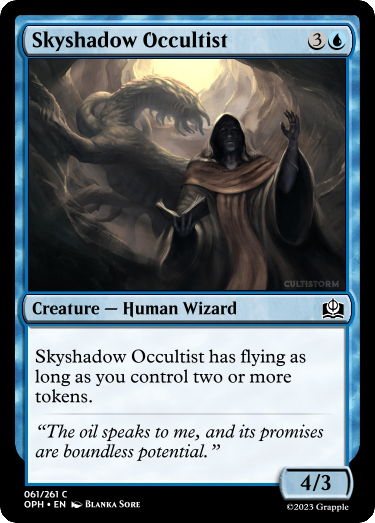 Skyshadow Occultist 3
CULTISTORM
Creature — Human Wizard
Skyshadow Occultist has flying as
long as you control two or more
tokens.
“The oil speaks to me, and its promises
are boundless potential.”
4/3
061/261 C
OPH • EN Blanka Sore
©2023 Grapple